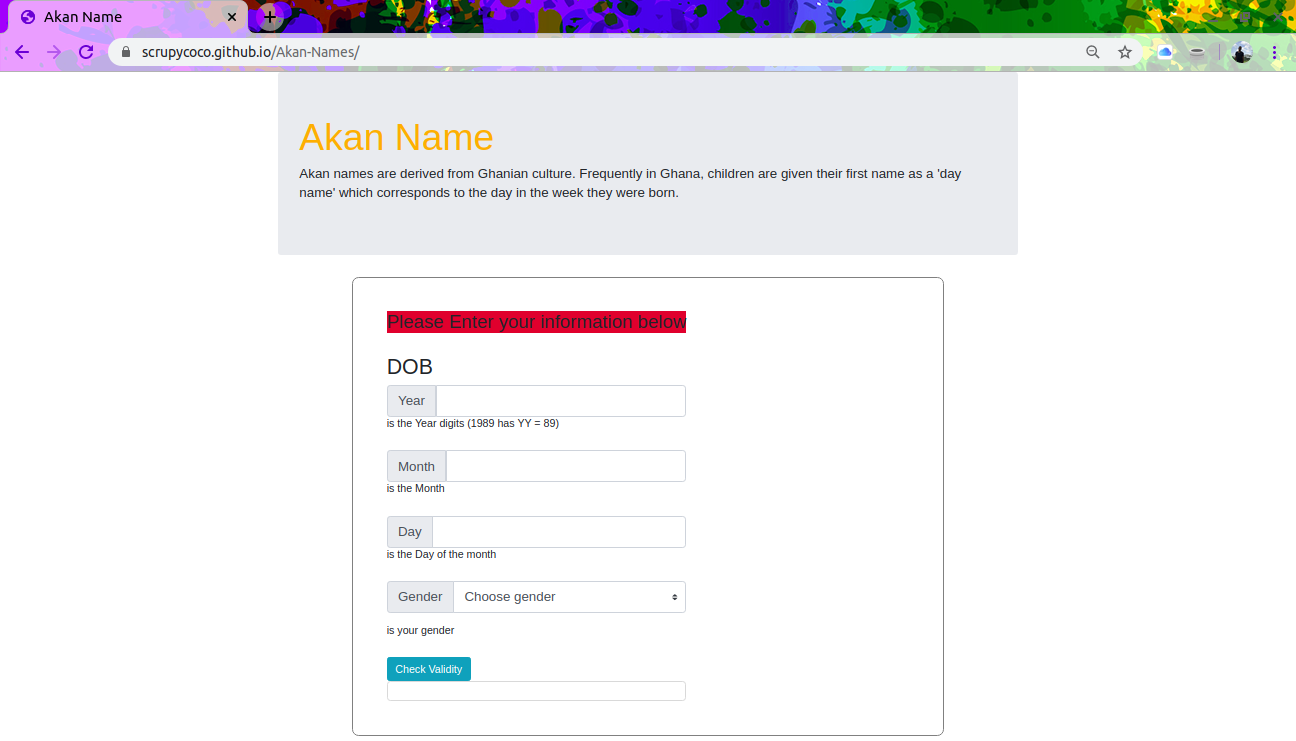 Akan Name
scrupycoco.github.io/Akan-Names/
Akan Name
Akan names are derived from Ghanian culture. Frequently in Ghana, children are given their first name as a 'day
name' which corresponds to the day in the week they were born.
Please Enter your information below
DOB
Year
is the Year digits (1989 has YY = 89)
Month
is the Month
Day
is the Day of the month
Gender Choose gender
is your gender
Check Validity